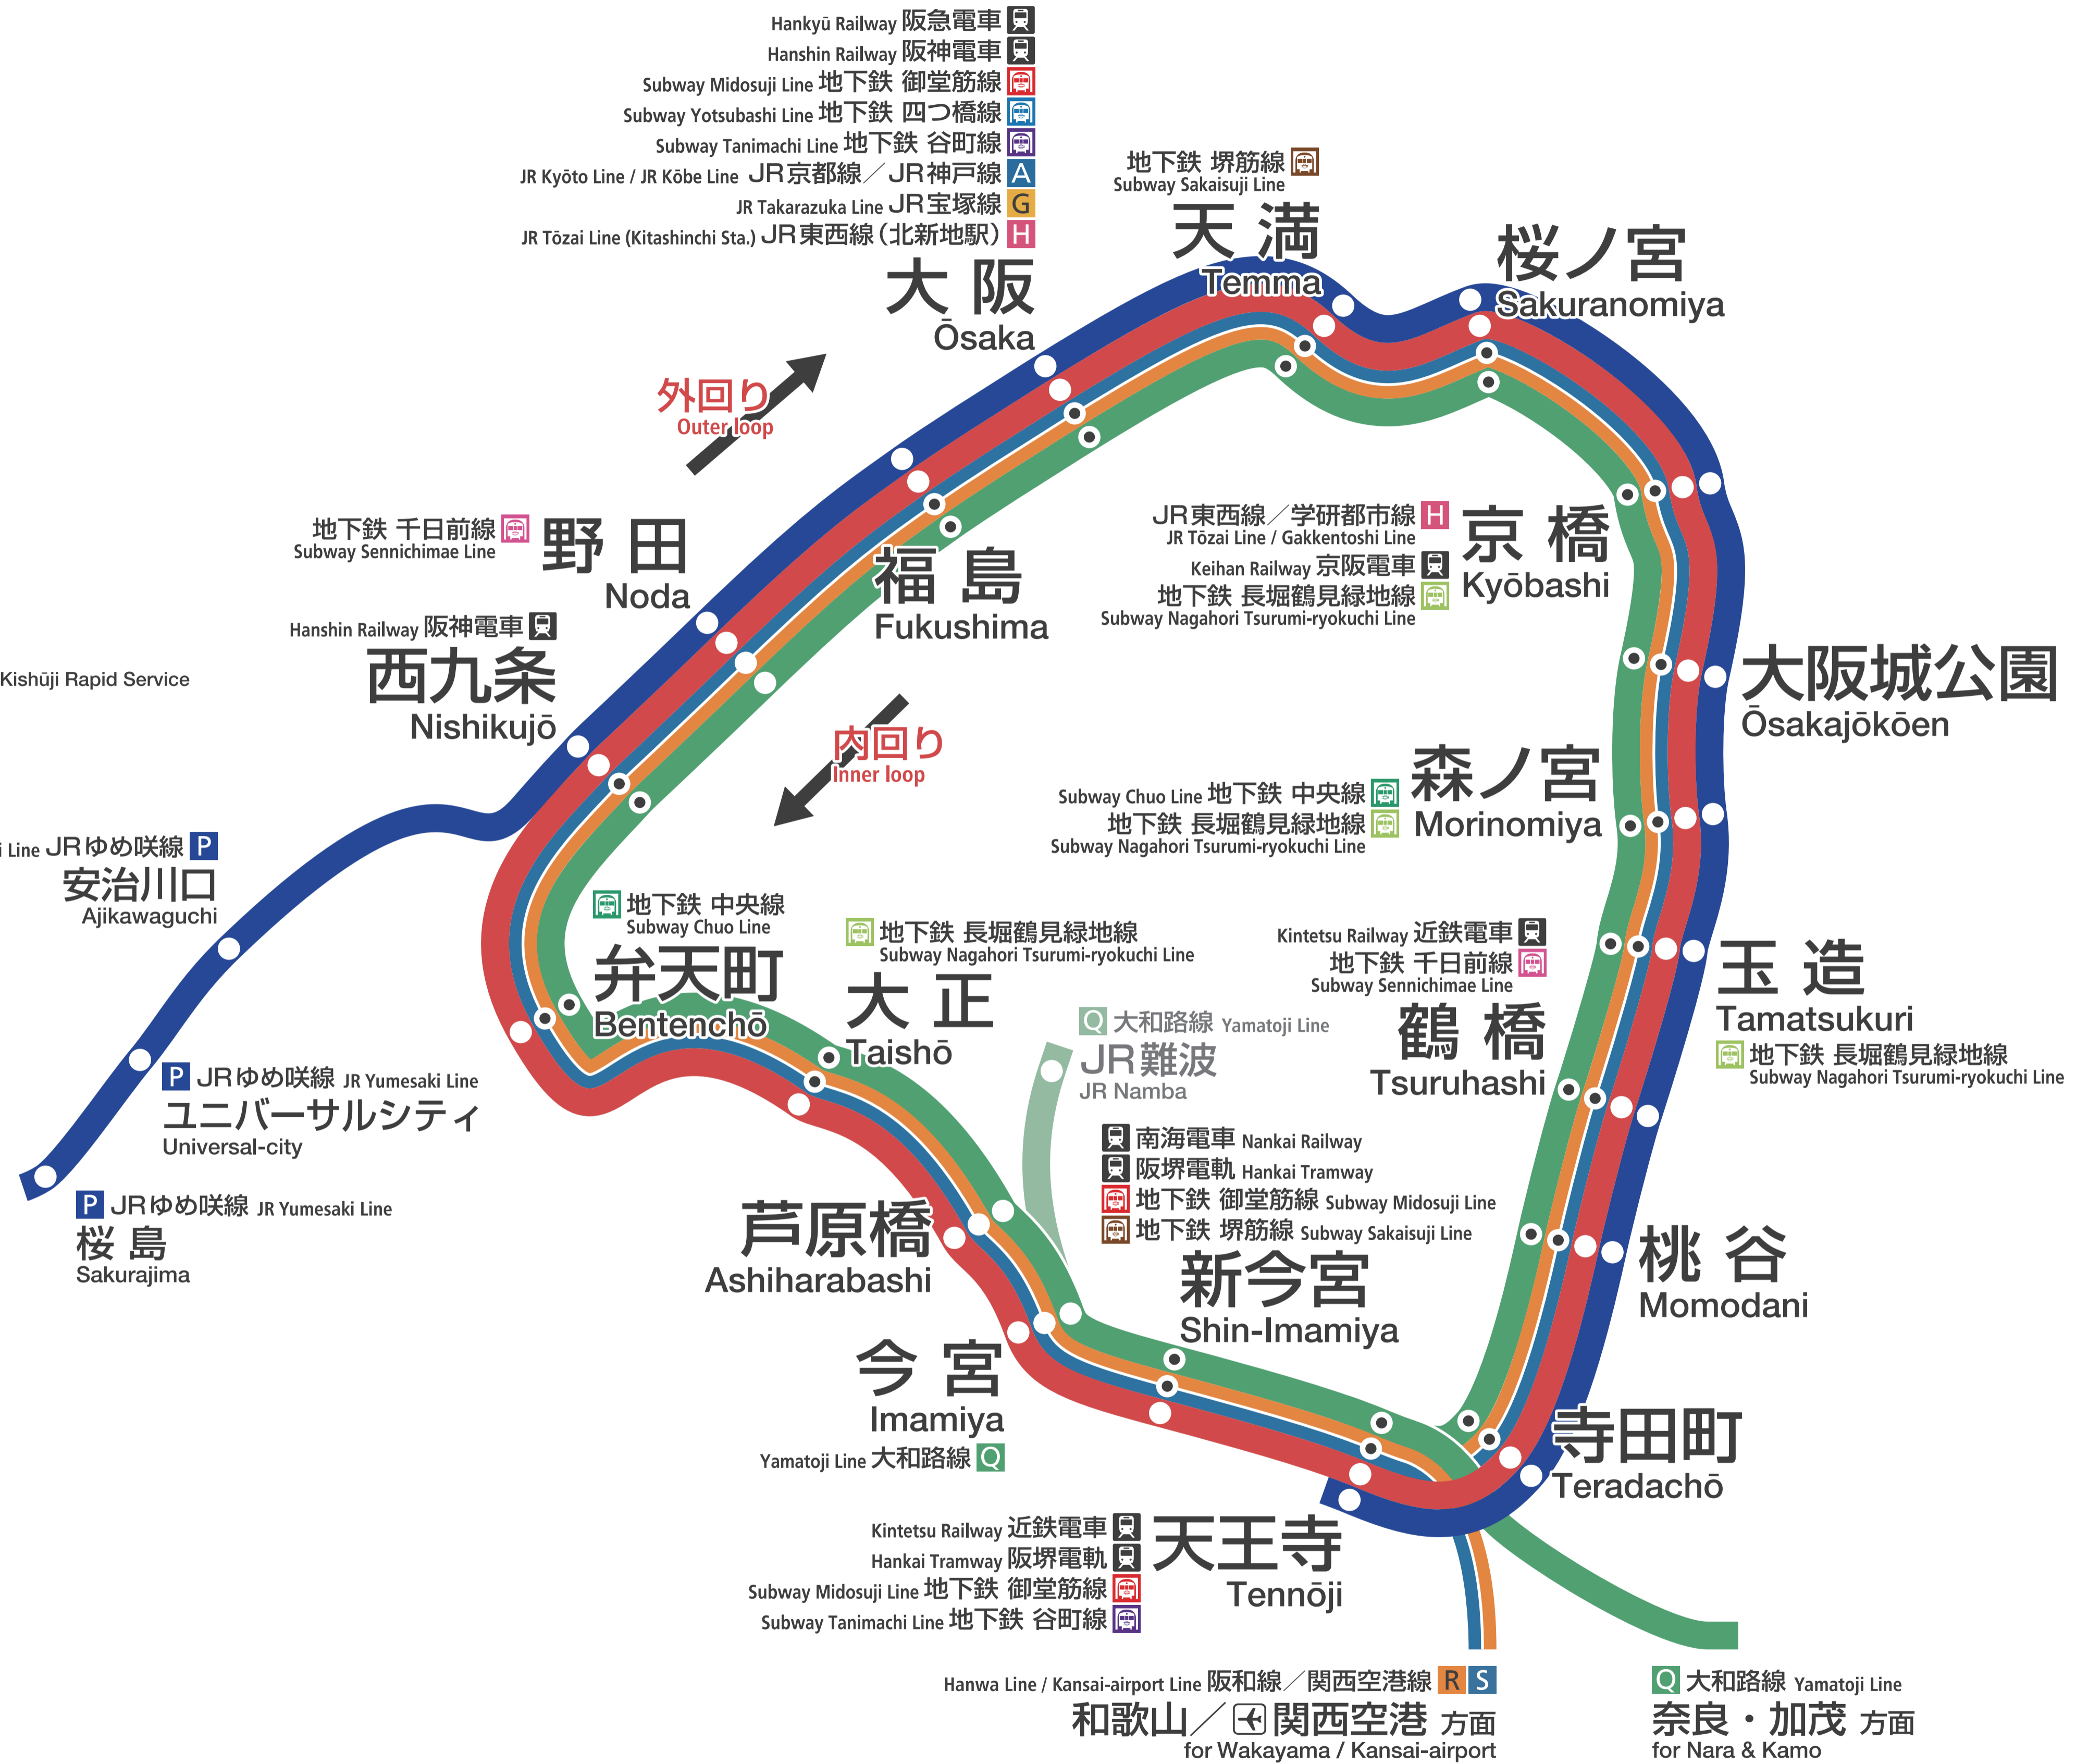 Hankyū Railway 阪急電車
Hanshin Railway 阪神電車
Subway Midosuji Line 地下鉄 御堂筋線
Subway Yotsubashi Line 地下鉄 四つ橋線
Subway Tanimachi Line 地下鉄 谷町線
JR Kyōto Line / JR Kōbe Line JR京都線／JR神戸線 A
JR Takarazuka Line JR宝塚線 G
JR Tōzai Line (Kitashinchi Sta.) JR東西線（北新地駅） H
大阪
Ōsaka
地下鉄 堺筋線
Subway Sakaisuji Line
天満
Temma
桜ノ宮
Sakuranomiya
外回り
Outer loop
地下鉄 千日前線
Subway Sennichimae Line
野田
Noda
福島
Fukushima
JR東西線／学研都市線 H
JR Tōzai Line / Gakkentoshi Line
Keihan Railway 京阪電車
地下鉄 長堀鶴見緑地線
Subway Nagahori Tsurumi-ryokuchi Line
京橋
Kyōbashi
Hanshin Railway 阪神電車
西九条
Nishikujō
Kishūji Rapid Service
大阪城公園
Ōsakajōkōen
内回り
Inner loop
Subway Chuo Line 地下鉄 中央線
地下鉄 長堀鶴見緑地線
Subway Nagahori Tsurumi-ryokuchi Line
森ノ宮
Morinomiya
i Line JRゆめ咲線 P
安治川口
Ajikawaguchi
地下鉄 中央線
Subway Chuo Line
弁天町
Bentenchō
地下鉄 長堀鶴見緑地線
Subway Nagahori Tsurumi-ryokuchi Line
大正
Taishō
Kintetsu Railway 近鉄電車
地下鉄 千日前線
Subway Sennichimae Line
鶴橋
Tsuruhashi
玉造
Tamatsukuri
地下鉄 長堀鶴見緑地線
Subway Nagahori Tsurumi-ryokuchi Line
Q 大和路線 Yamatoji Line
JR難波
JR Namba
P JRゆめ咲線 JR Yumesaki Line
ユニバーサルシティ
Universal-city
P JRゆめ咲線 JR Yumesaki Line
桜島
Sakurajima
南海電車 Nankai Railway
阪堺電軌 Hankai Tramway
地下鉄 御堂筋線 Subway Midosuji Line
地下鉄 堺筋線 Subway Sakaisuji Line
新今宮
Shin-Imamiya
芦原橋
Ashiharabashi
桃谷
Momodani
今宮
Imamiya
Yamatoji Line 大和路線 Q
寺田町
Teradachō
Kintetsu Railway 近鉄電車
Hankai Tramway 阪堺電軌
Subway Midosuji Line 地下鉄 御堂筋線
Subway Tanimachi Line 地下鉄 谷町線
天王寺
Tennōji
Hanwa Line / Kansai-airport Line 阪和線／関西空港線 R S
和歌山／関西空港 方面
for Wakayama / Kansai-airport
Q 大和路線 Yamatoji Line
奈良・加茂 方面
for Nara & Kamo